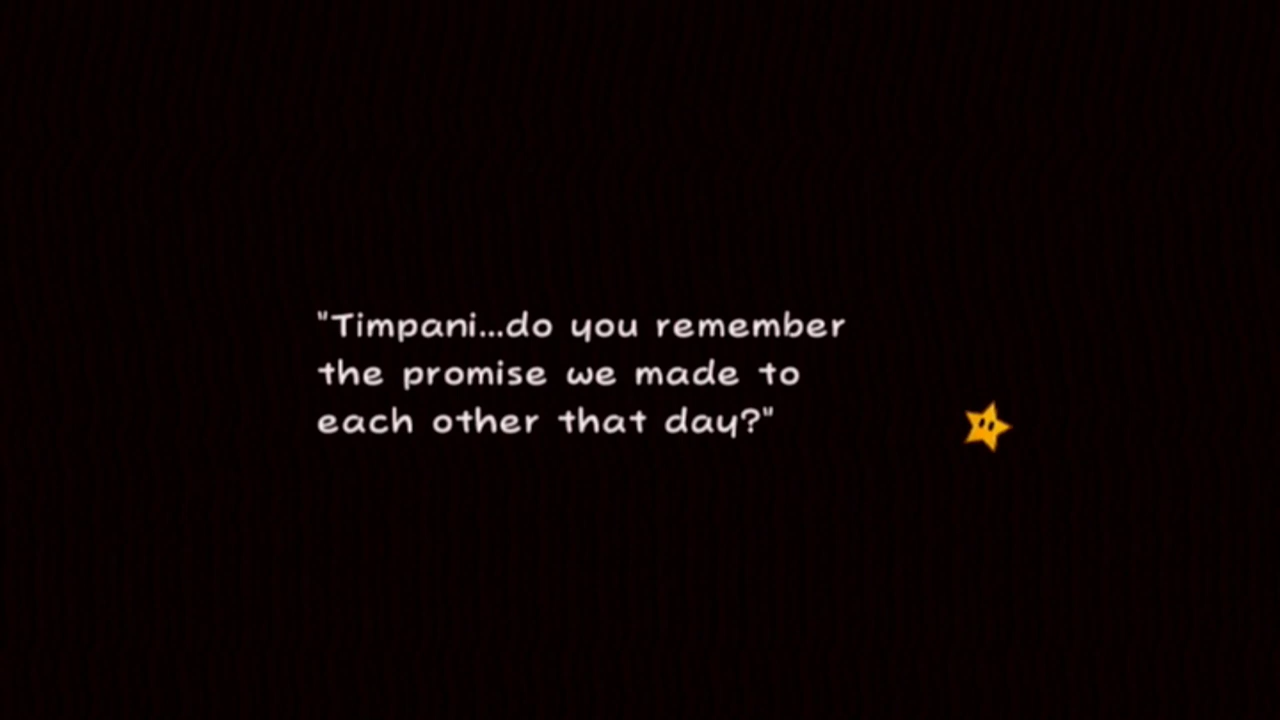 "Timpani...do you remember
the promise we made to
each other that day?"